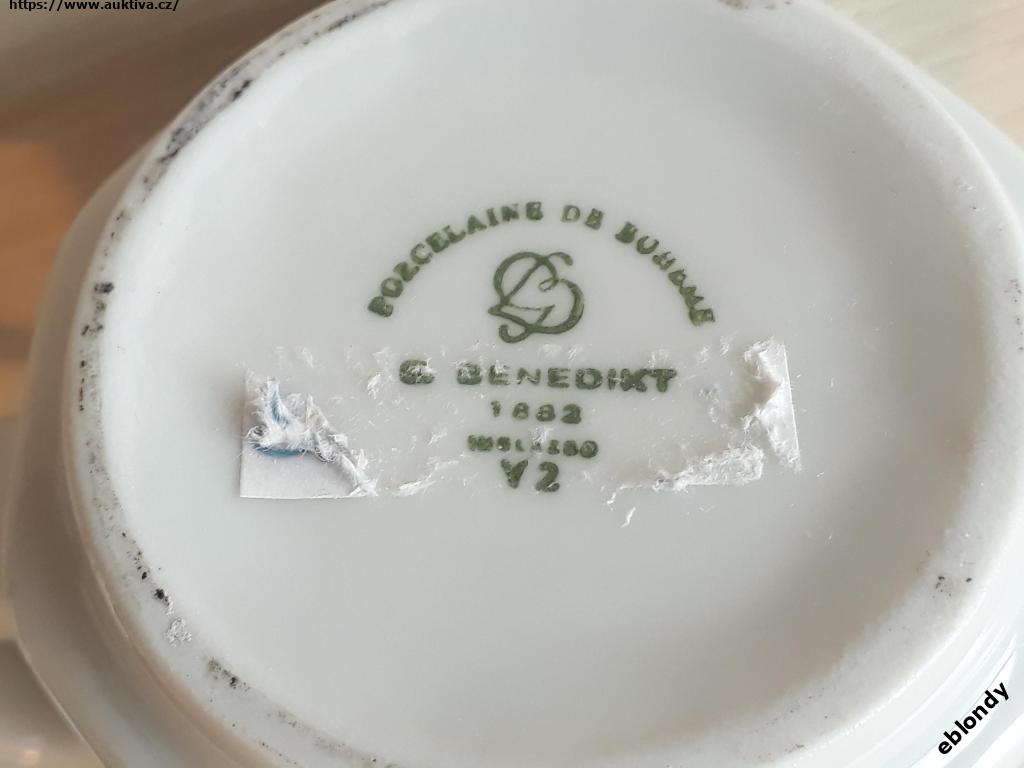 https://www.auktiva.cz/
PORCELAINE DE BOHEME
G BENEDIKT
1882
V2
eblondy